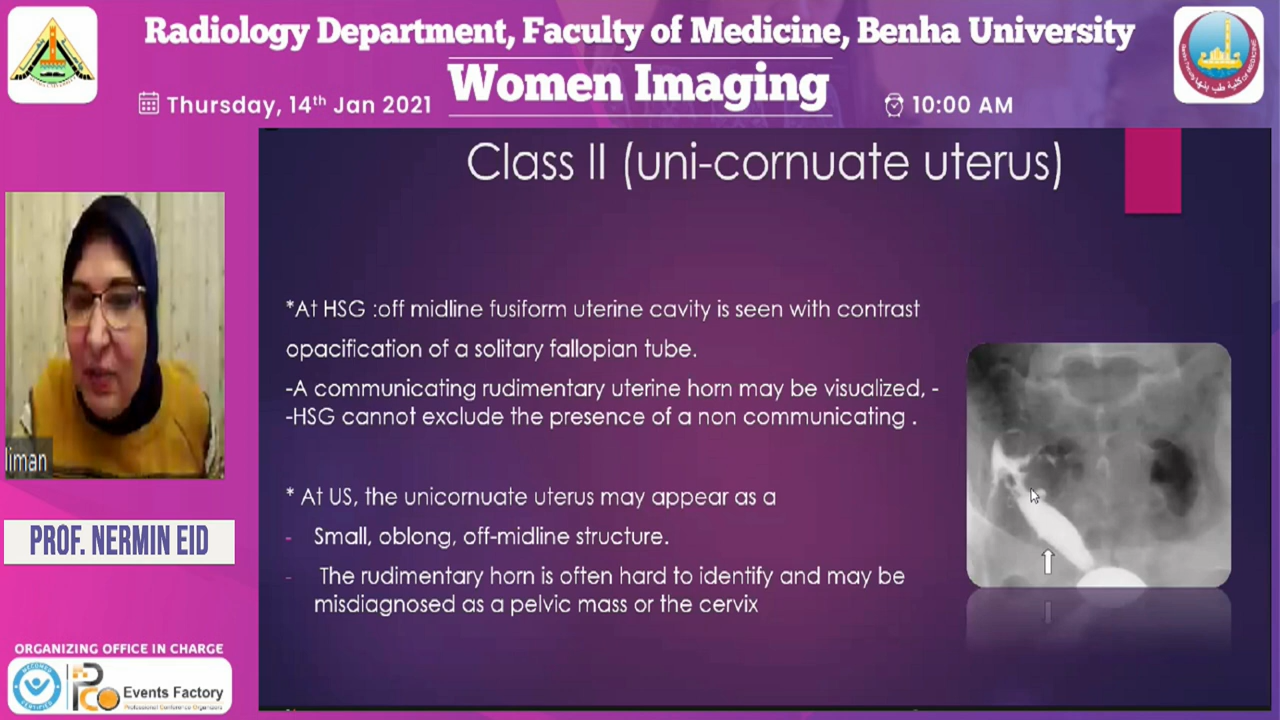 Radiology Department, Faculty of Medicine, Benha University
Women Imaging
Thursday, 14th Jan 2021
10:00 AM
Class II (uni-cornuate uterus)
*At HSG :off midline fusiform uterine cavity is seen with contrast
opacification of a solitary fallopian tube.
-A communicating rudimentary uterine horn may be visualized, -
-HSG cannot exclude the presence of a non communicating .
* At US, the unicornuate uterus may appear as a
- Small, oblong, off-midline structure.
- The rudimentary horn is often hard to identify and may be
misdiagnosed as a pelvic mass or the cervix
liman
PROF. NERMIN EID
ORGANIZING OFFICE IN CHARGE
PCO
Events Factory
Professional Conference Organizers